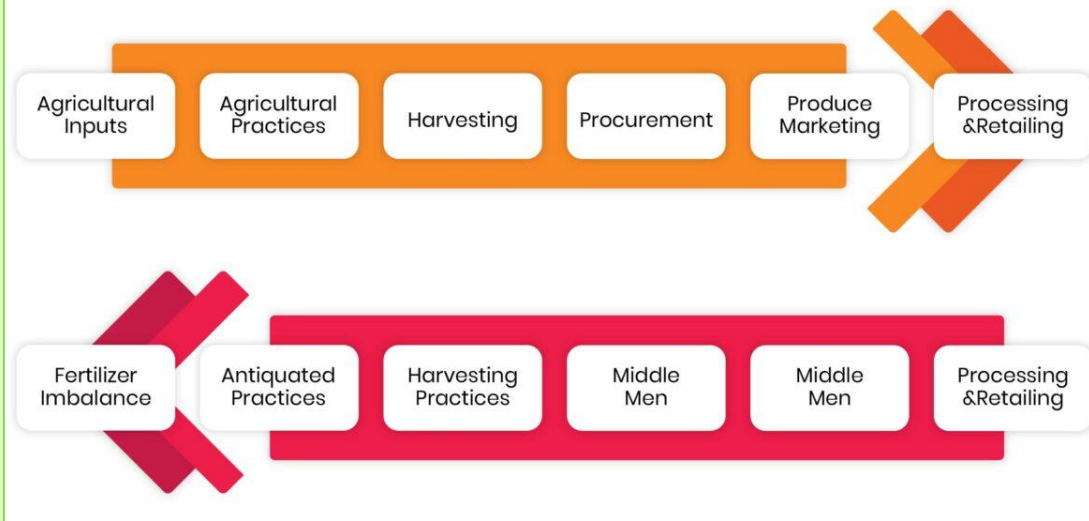 Agricultural
Inputs
Agricultural
Practices
Harvesting
Procurement
Produce
Marketing
Processing
&Retailing
Fertilizer
Imbalance
Antiquated
Practices
Harvesting
Practices
Middle
Men
Middle
Men
Processing
&Retailing